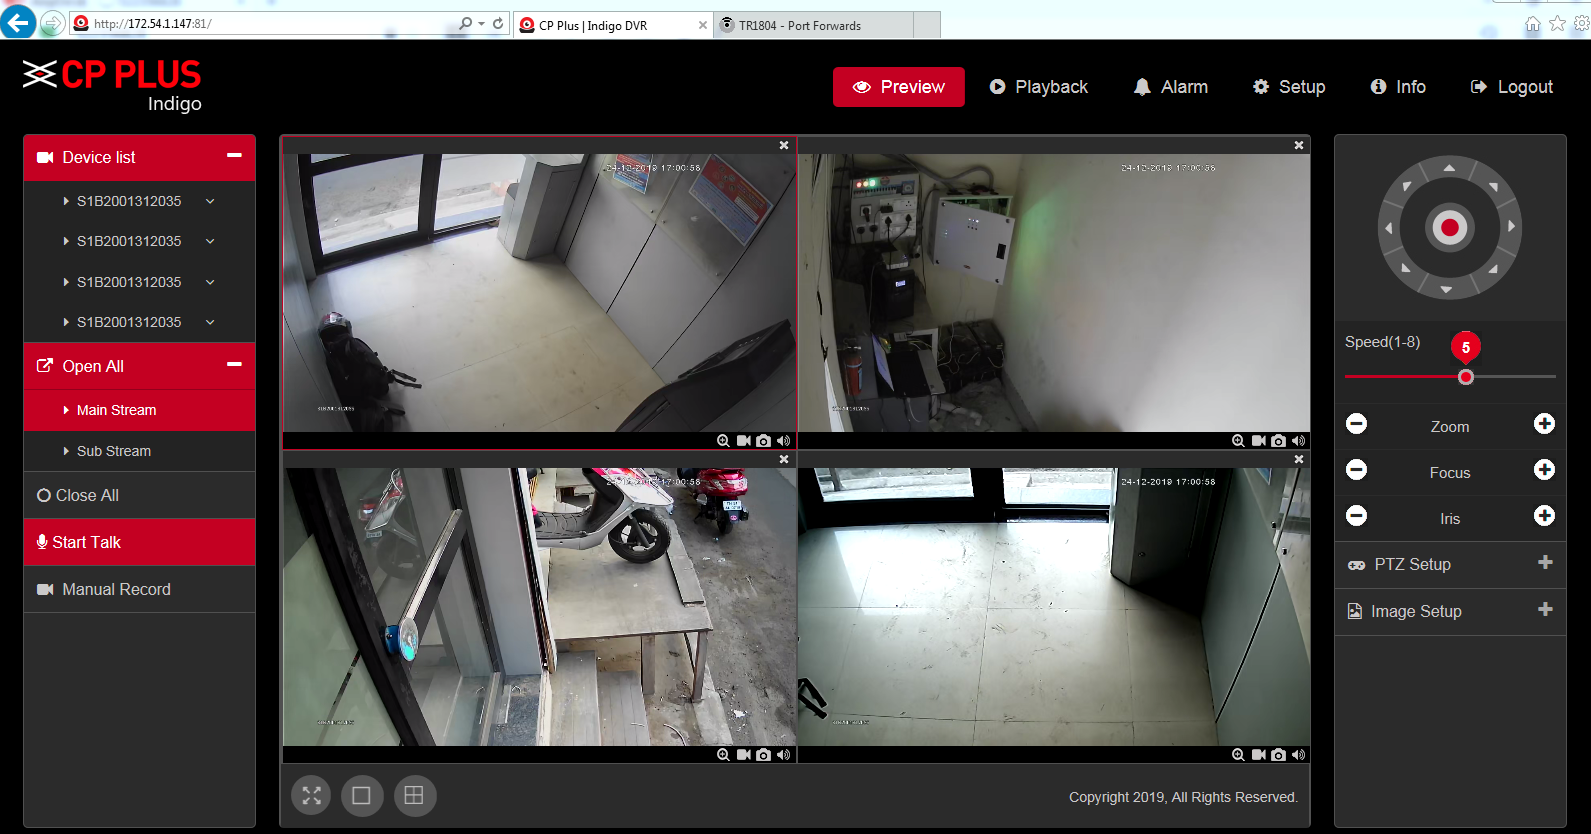 http://172.54.1.147:81/
CP Plus | Indigo DVR
TR1804 - Port Forwards
CP PLUS
Indigo
Preview
Playback
Alarm
Setup
Info
Logout
Device list
S1B2001312035
S1B2001312035
S1B2001312035
S1B2001312035
Open All
Main Stream
Sub Stream
Close All
Start Talk
Manual Record
24-12-2019 17:00:58
24-12-2019 17:00:58
24-12-2019 17:00:58
24-12-2019 17:00:58
Speed(1-8)
5
Zoom
Focus
Iris
PTZ Setup
Image Setup
Copyright 2019, All Rights Reserved.